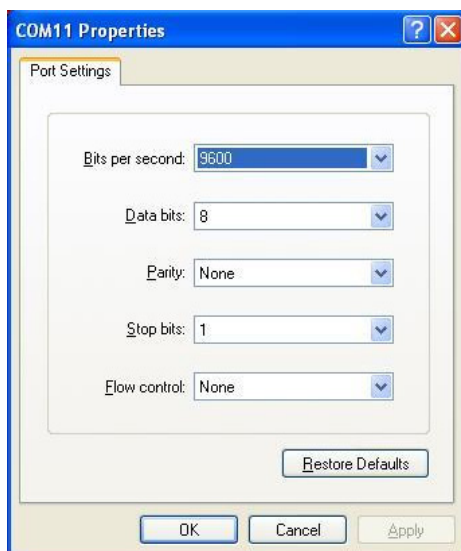 COM11 Properties
Port Settings
Bits per second: 9600
Data bits: 8
Parity: None
Stop bits: 1
Flow control: None
Restore Defaults
OK Cancel Apply